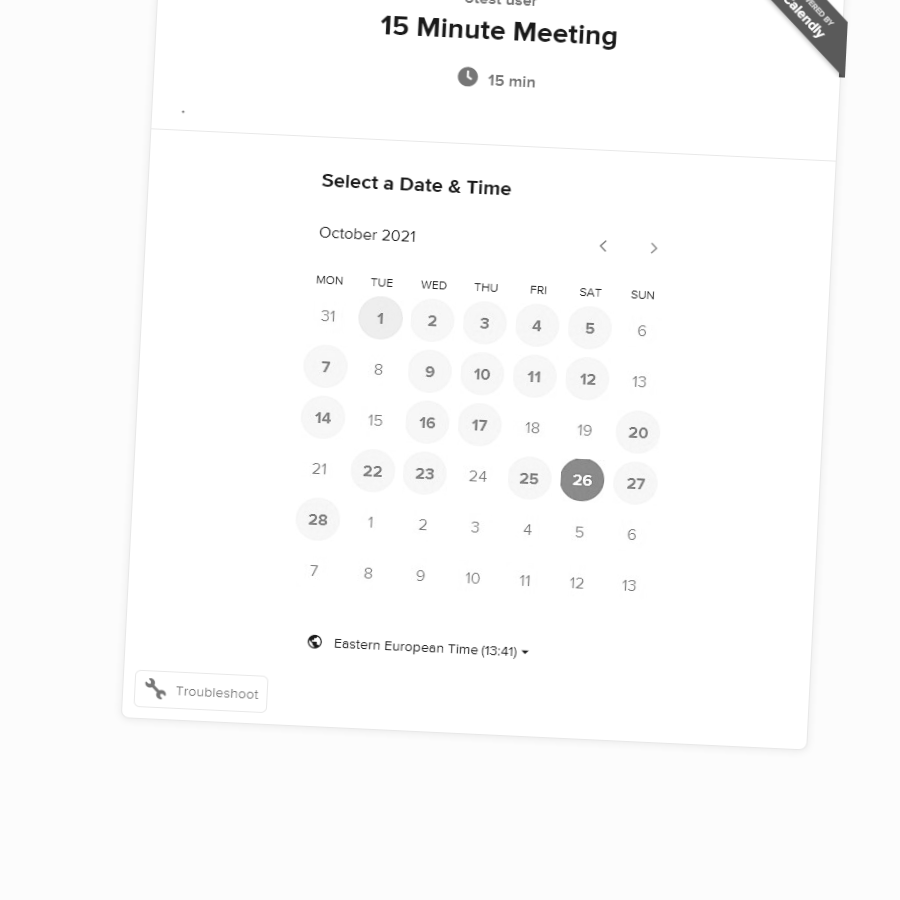 15 Minute Meeting
15 min
Select a Date & Time
October 2021
MON TUE WED THU FRI SAT SUN
31 1 2 3 4 5 6
7 8 9 10 11 12 13
14 15 16 17 18 19 20
21 22 23 24 25 26 27
28 1 2 3 4 5 6
7 8 9 10 11 12 13
Eastern European Time (13:41)
Troubleshoot
user
Calendly